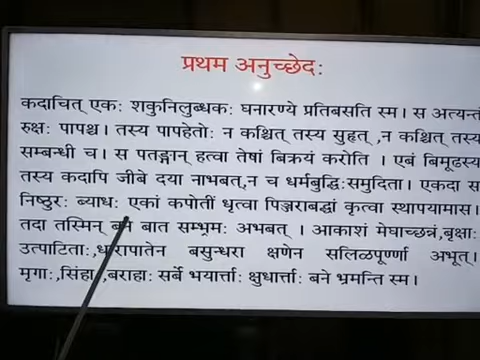 प्रथम अनुच्छेदः
कदाचित् एकः शकुनिलुब्धकः घनारण्ये प्रतिबसति स्म। स अत्यन्तं
रुक्षः पापश्च। तस्य पापहेतोः न कश्चित् तस्य सुहृत् ,न कश्चित् तस्य
सम्बन्धी च। स पतङ्गान् हत्वा तेषां बिक्रयं करोति । एबं बिमूढस्य
तस्य कदापि जीबे दया नाभबत्,न च धर्मबुद्धिःसमुदिता। एकदा स
निष्ठुरः ब्याधः एकां कपोतीं धृत्वा पिञ्जराबद्धां कृत्वा स्थापयामास।
तदा तस्मिन् बने बात सम्भ्रमः अभबत् । आकाशं मेघाच्छन्नं,बृक्षाः
उत्पाटिताः,धारापातेन बसुन्धरा क्षणेन सलिळपूर्ण्णा अभूत्।
मृगाः,सिंहाः,बराहाः सर्बे भयार्त्ताः क्षुधार्त्ताः बने भ्रमन्ति स्म।